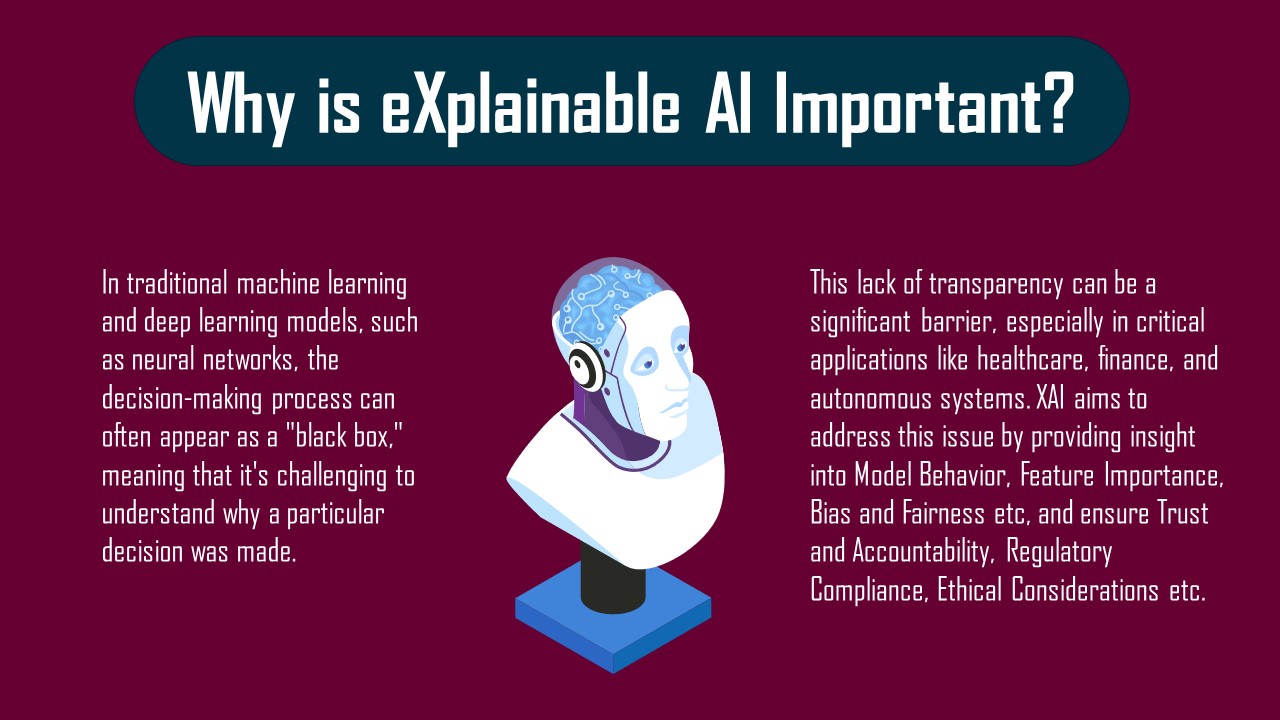 Why is eXplainable AI Important?
In traditional machine learning
and deep learning models, such
as neural networks, the
decision-making process can
often appear as a "black box,"
meaning that it's challenging to
understand why a particular
decision was made.
This lack of transparency can be a
significant barrier, especially in critical
applications like healthcare, finance, and
autonomous systems. XAI aims to
address this issue by providing insight
into Model Behavior, Feature Importance,
Bias and Fairness etc, and ensure Trust
and Accountability, Regulatory
Compliance, Ethical Considerations etc.